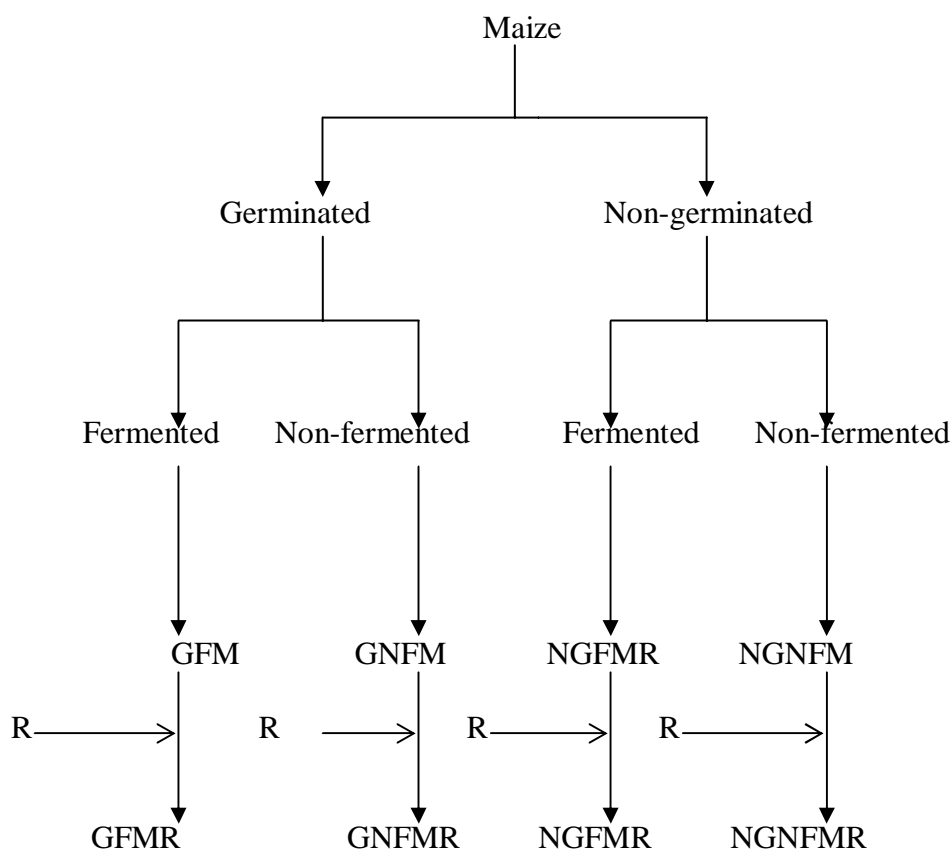 Maize
Germinated Non-germinated
Fermented Non-fermented Fermented Non-fermented
GFM GNFM NGFMR NGNFM
R R R R
GFMR GNFMR NGFMR NGNFMR